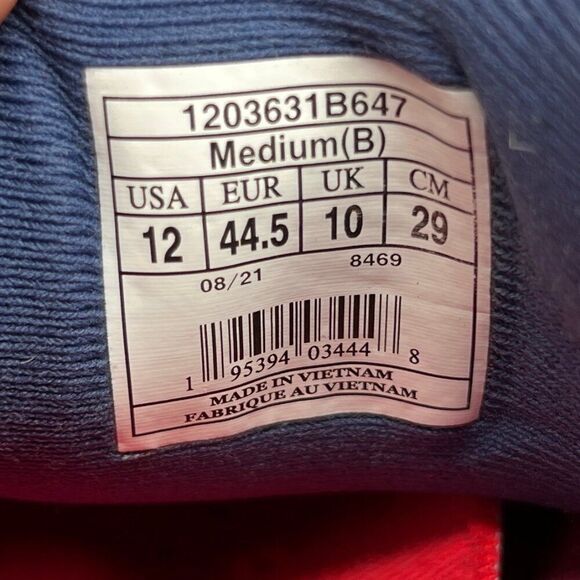 1203631B647
Medium(B)
USA EUR UK CM
12 44.5 10 29
08/21 8469
1 95394 03444 8
MADE IN VIETNAM
FABRIQUE AU VIETNAM